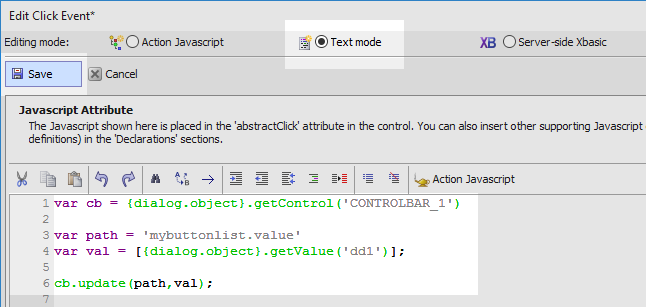 Edit Click Event*
Editing mode: Action Javascript Text mode XB Server-side Xbasic
Save Cancel
Javascript Attribute
The Javascript shown here is placed in the 'abstractClick' attribute in the control. You can also insert other supporting Javascript
definitions) in the 'Declarations' sections.
Action Javascript
1 var cb = {dialog.object}.getControl('CONTROLBAR_1')
2
3 var path = 'mybuttonlist.value'
4 var val = [{dialog.object}.getValue('dd1')];
5
6 cb.update(path,val);
7